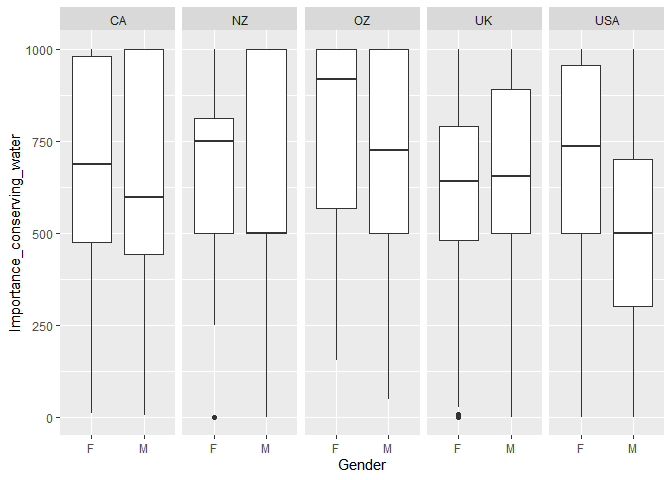 CA NZ OZ UK USA
1000
750
500
250
0
Importance_conserving_water
F M F M F M F M F M
Gender